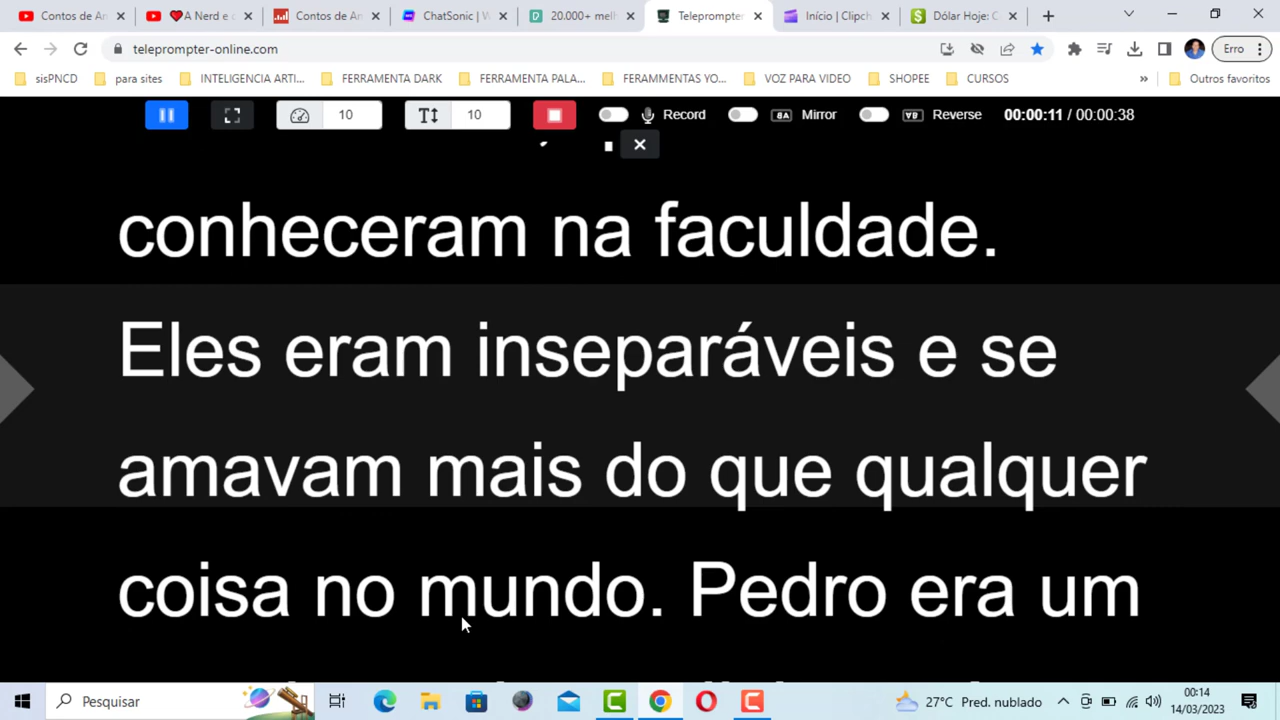 Contos de An
A Nerd e
Contos de An
ChatSonic | W
20.000+ melh
Teleprompter
Início | Clipch
Dólar Hoje: C
teleprompter-online.com
Erro
sisPNCD
para sites
INTELIGENCIA ARTI...
FERRAMENTA DARK
FERRAMENTA PALA...
FERAMMENTAS YO...
VOZ PARA VIDEO
SHOPEE
CURSOS
»
Outros favoritos
10
10
Record
Mirror
Reverse
00:00:11 / 00:00:38
conheceram na faculdade.
Eles eram inseparáveis e se
amavam mais do que qualquer
coisa no mundo. Pedro era um
Pesquisar
27°C Pred. nublado
00:14
14/03/2023